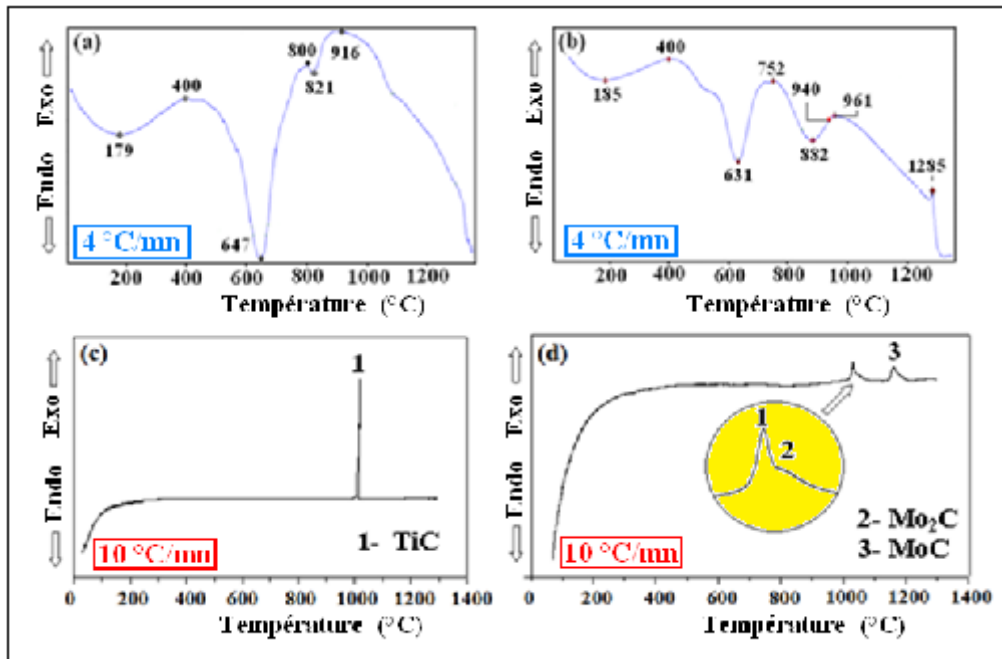 (a)
Exo
Endo
179
400
647
800
821
916
4 °C/mn
200 400 600 800 1000 1200
Température (°C)
(b)
Exo
Endo
185
400
631
752
940
961
882
1285
4 °C/mn
200 400 600 800 1000 1200
Température (°C)
(c)
Exo
Endo
1
1- TiC
10 °C/mn
0 200 400 600 800 1000 1200 1400
Température (°C)
(d)
Exo
Endo
3
1
2
2- Mo₂C
3- MoC
10 °C/mn
0 200 400 600 800 1000 1200 1400
Température (°C)